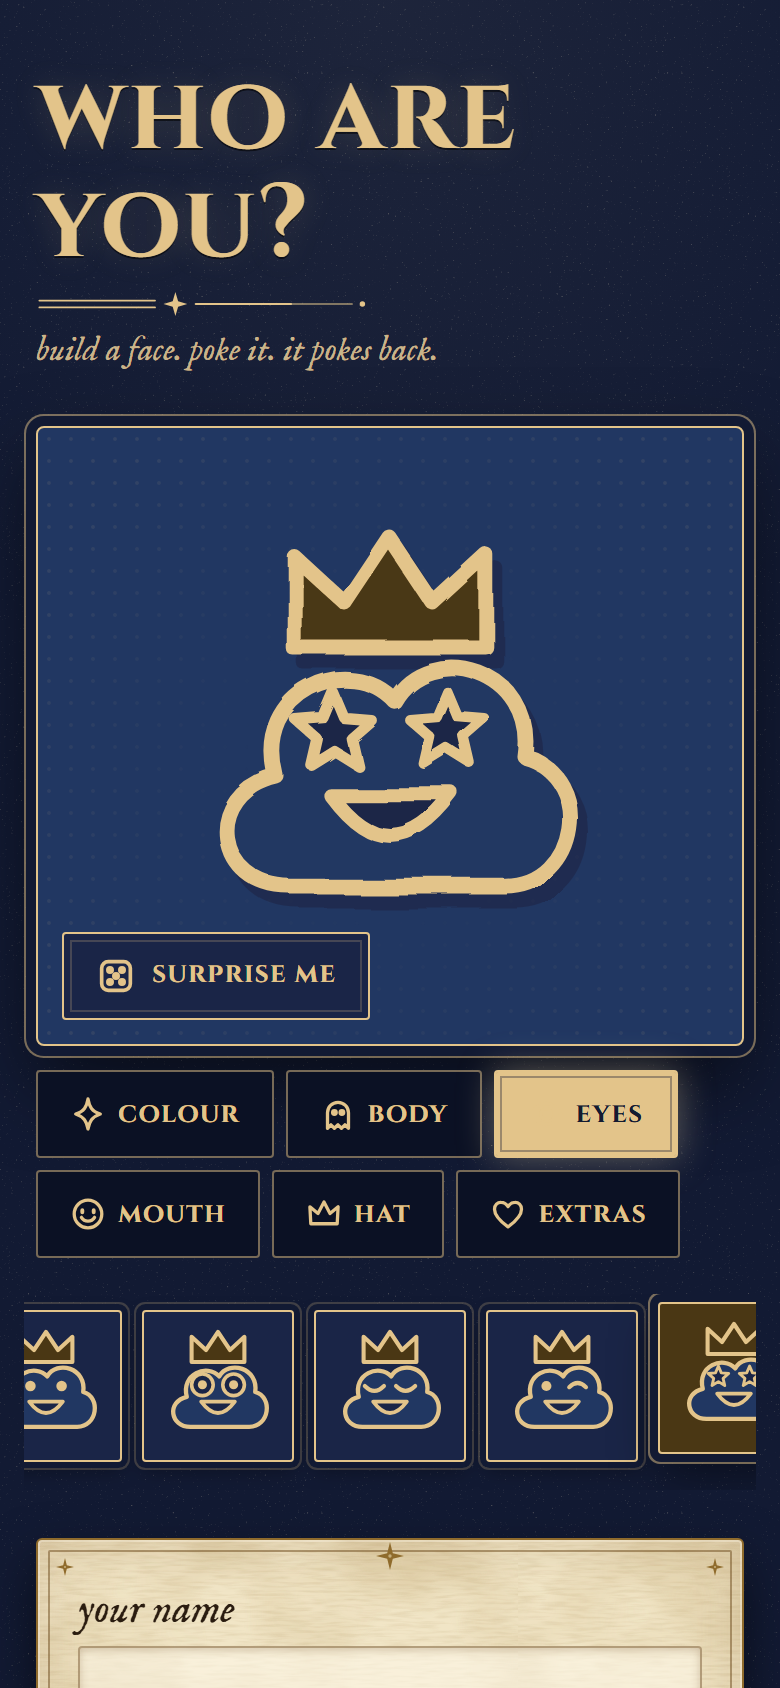 WHO ARE
YOU?
build a face. poke it. it pokes back.
SURPRISE ME
COLOUR
BODY
EYES
MOUTH
HAT
EXTRAS
your name